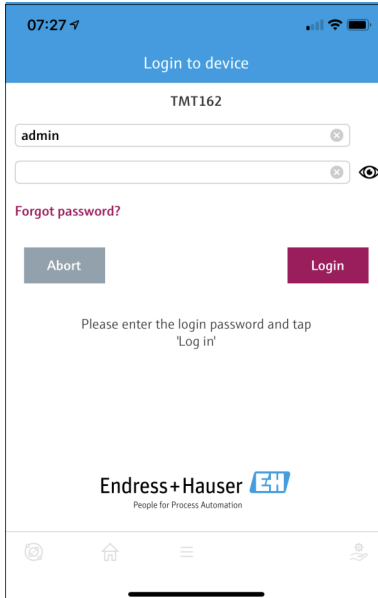 07:27
Login to device
TMT162
admin
Forgot password?
Abort
Login
Please enter the login password and tap
'Log in'
Endress+Hauser EH
People for Process Automation